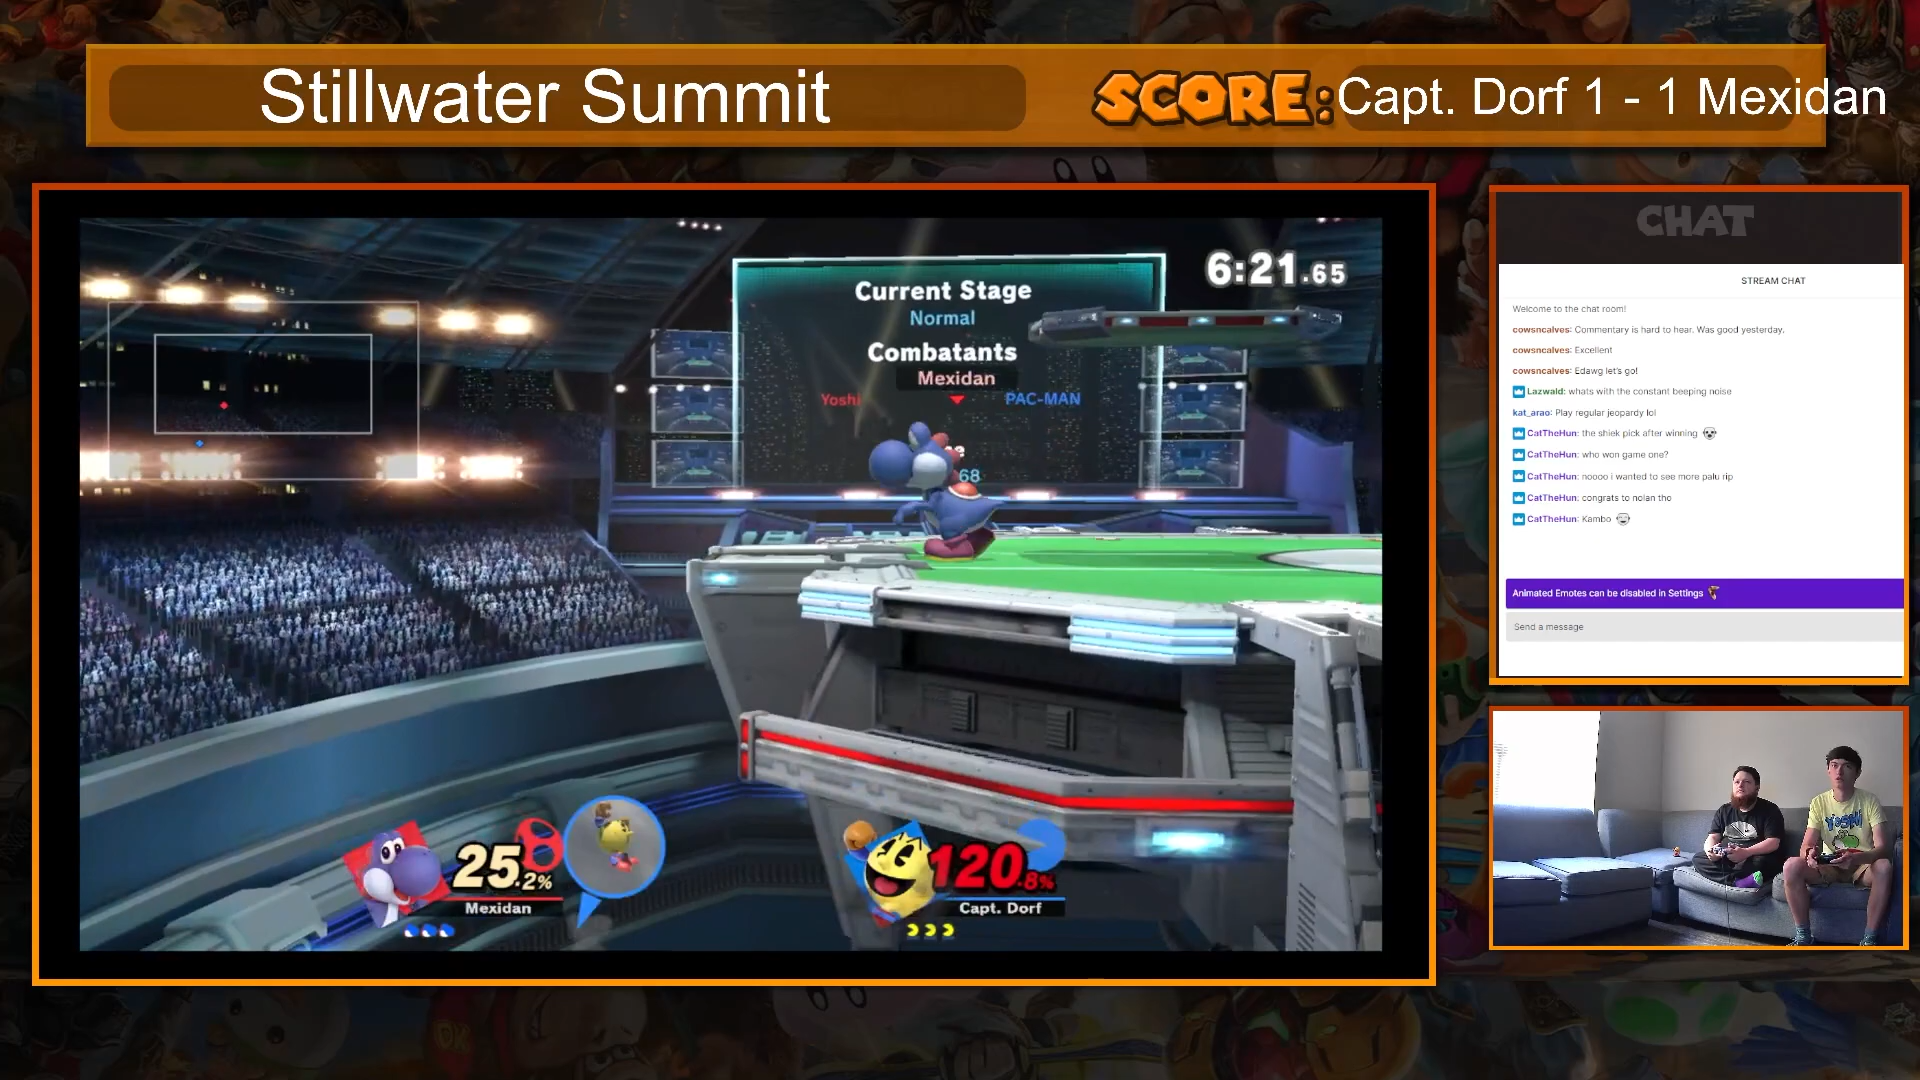 Stillwater Summit
SCORE: Capt. Dorf 1 - 1 Mexidan
6:21.65
Current Stage
Normal
Combatants
Mexidan
Yoshi
PAC-MAN
68
25.2%
Mexidan
120.8%
Capt. Dorf
CHAT
STREAM CHAT
Welcome to the chat room!
cowsncalves: Commentary is hard to hear. Was good yesterday.
cowsncalves: Excellent
cowsncalves: Edawg let's go!
Lazwald: whats with the constant beeping noise
kat_arao: Play regular jeopardy lol
CatTheHun: the shiek pick after winning
CatTheHun: who won game one?
CatTheHun: noooo i wanted to see more palu rip
CatTheHun: congrats to nolan tho
CatTheHun: Kambo
Animated Emotes can be disabled in Settings
Send a message
YOSHI